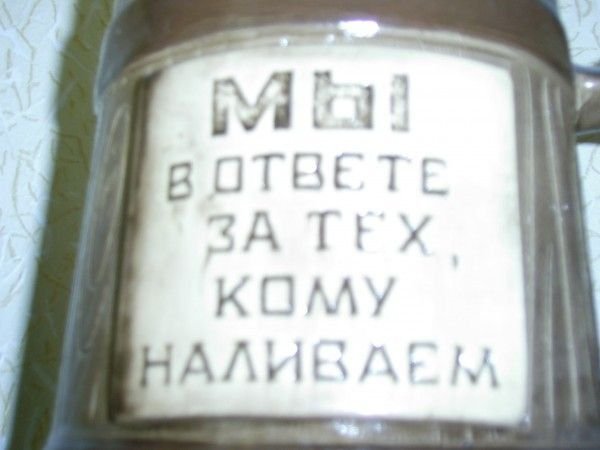 МЫ
В ОТВЕТЕ
ЗА ТЕХ,
КОМУ
НАЛИВАЕМ